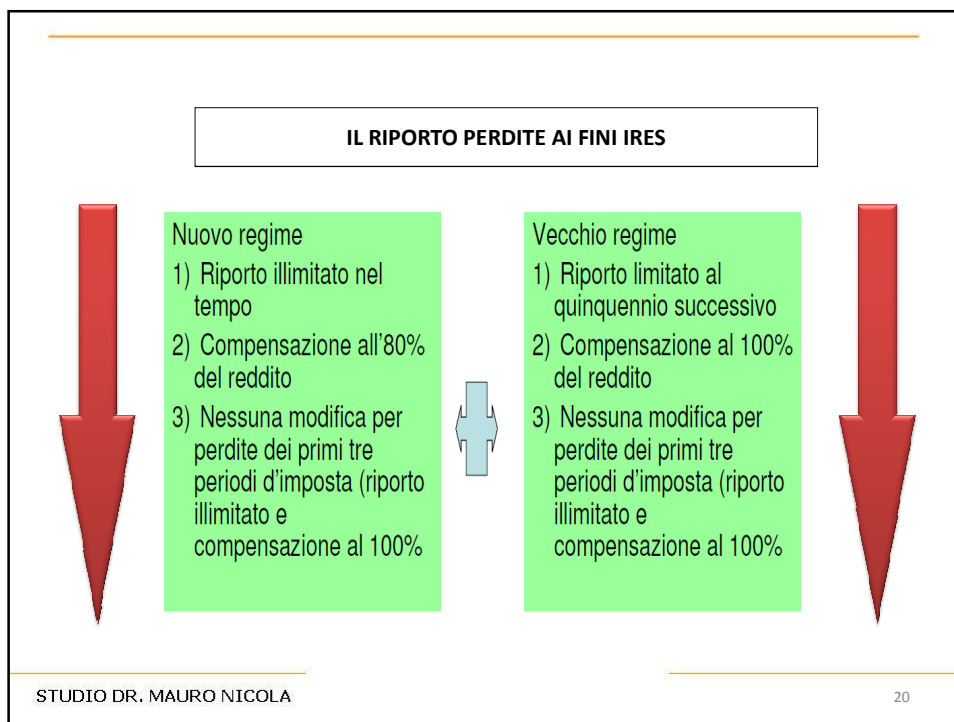 IL RIPORTO PERDITE AI FINI IRES
Nuovo regime
1) Riporto illimitato nel
tempo
2) Compensazione all'80%
del reddito
3) Nessuna modifica per
perdite dei primi tre
periodi d'imposta (riporto
illimitato e
compensazione al 100%
Vecchio regime
1) Riporto limitato al
quinquennio successivo
2) Compensazione al 100%
del reddito
3) Nessuna modifica per
perdite dei primi tre
periodi d'imposta (riporto
illimitato e
compensazione al 100%
STUDIO DR. MAURO NICOLA
20